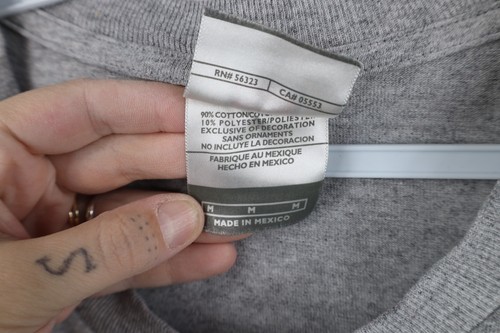 RN# 56323
CA# 05553
90% COTTON/COTON
10% POLYESTER/POLIESTER
EXCLUSIVE OF DECORATION
SANS ORNAMENTS
NO INCLUYE LA DECORACION
FABRIQUE AU MEXIQUE
HECHO EN MEXICO
M M M
MADE IN MEXICO
S